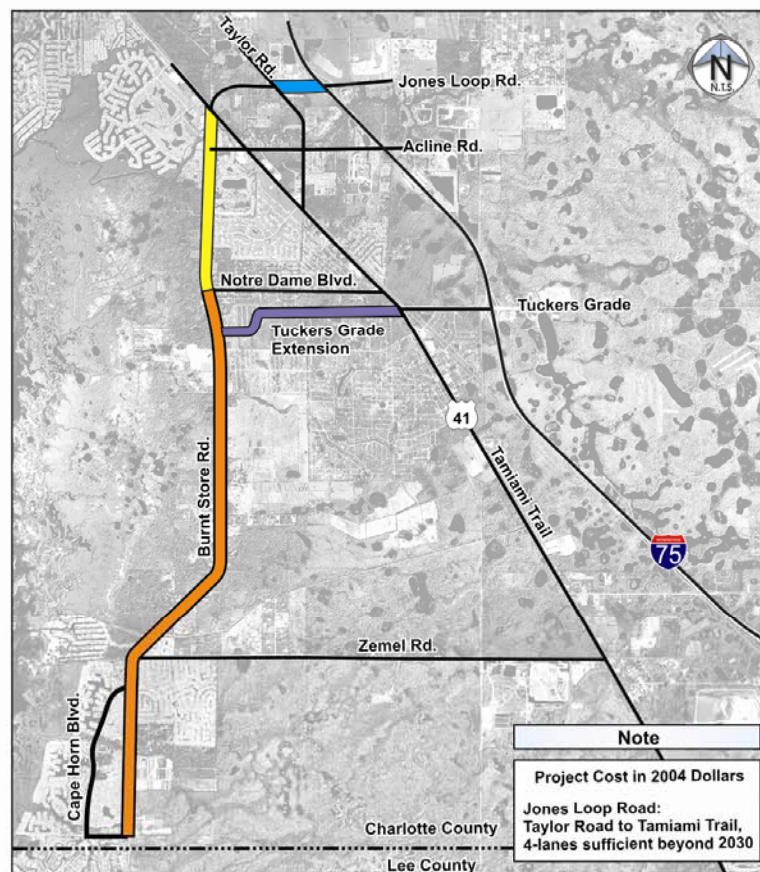 Taylor Rd.
N
N.T.S.
Jones Loop Rd.
Acline Rd.
Notre Dame Blvd.
Tuckers Grade
Tuckers Grade
Extension
41
Burnt Store Rd.
Tamiami Trail
75
Zemel Rd.
Cape Horn Blvd.
Note
Project Cost in 2004 Dollars
Jones Loop Road:
Taylor Road to Tamiami Trail,
4-lanes sufficient beyond 2030
Charlotte County
Lee County